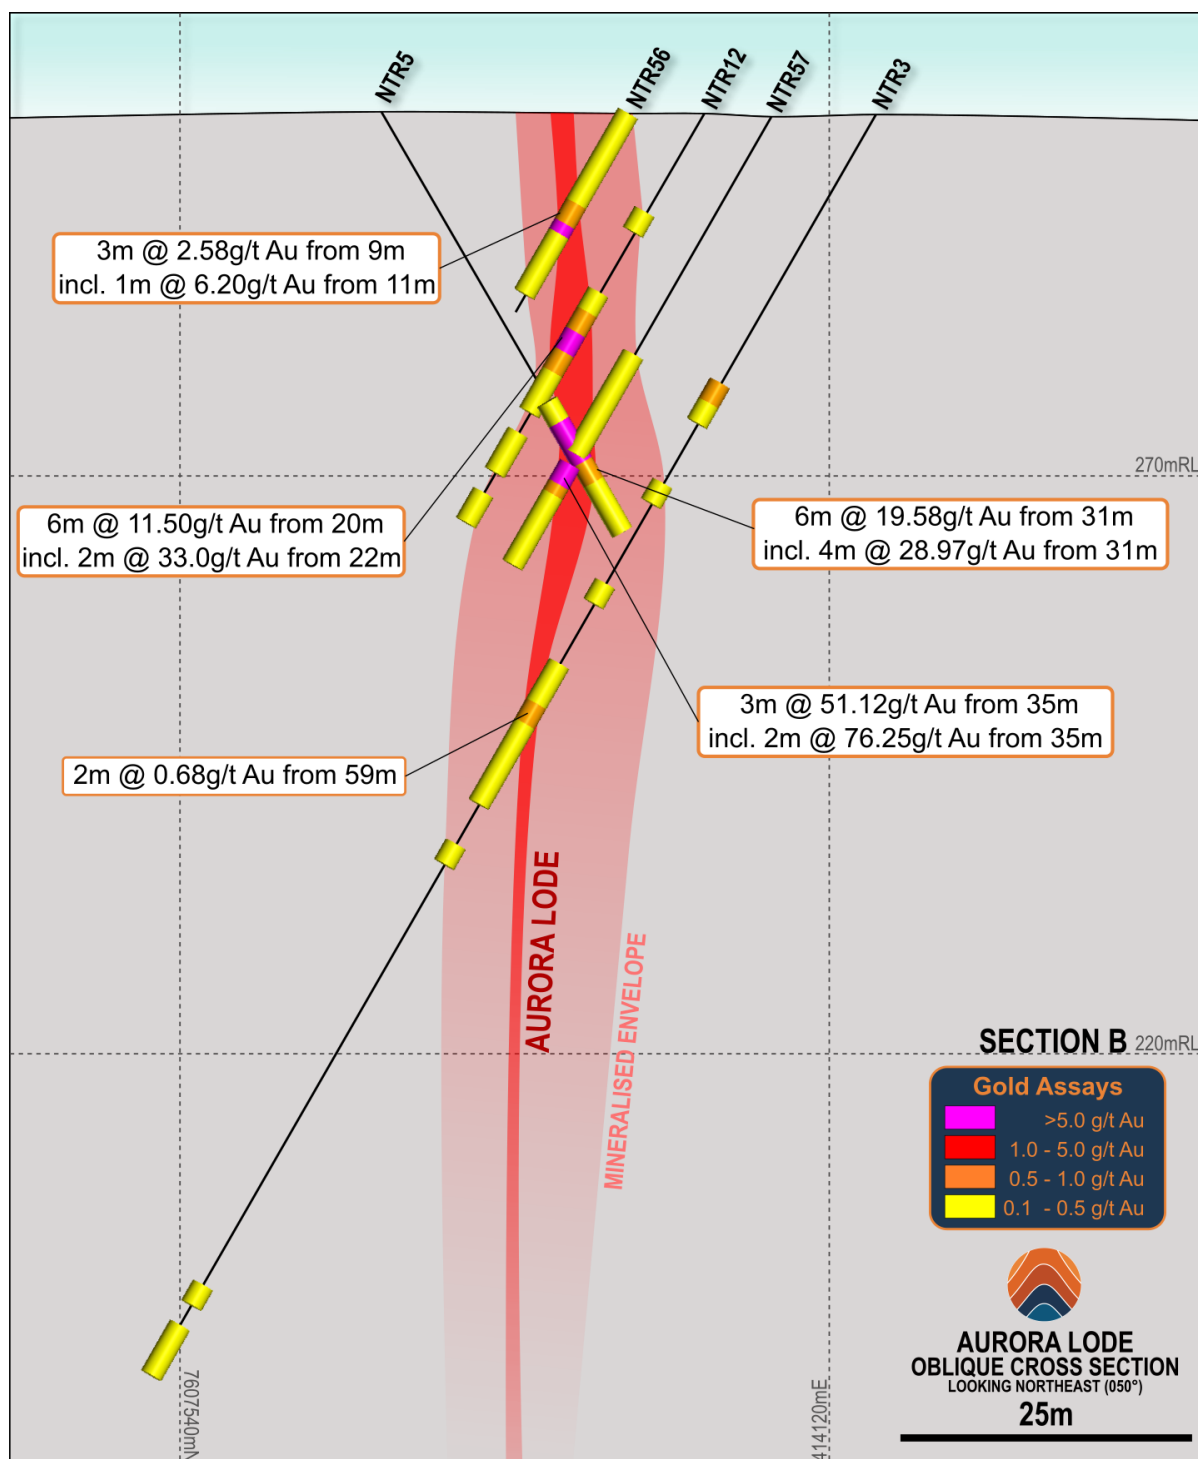 NTR5
NTR56
NTR12
NTR57
NTR3
3m @ 2.58g/t Au from 9m
incl. 1m @ 6.20g/t Au from 11m
270mRL
6m @ 11.50g/t Au from 20m
incl. 2m @ 33.0g/t Au from 22m
6m @ 19.58g/t Au from 31m
incl. 4m @ 28.97g/t Au from 31m
3m @ 51.12g/t Au from 35m
incl. 2m @ 76.25g/t Au from 35m
2m @ 0.68g/t Au from 59m
AURORA LODE
MINERALISED ENVELOPE
SECTION B
220mRL
Gold Assays
>5.0 g/t Au
1.0 - 5.0 g/t Au
0.5 - 1.0 g/t Au
0.1 - 0.5 g/t Au
AURORA LODE
OBLIQUE CROSS SECTION
LOOKING NORTHEAST (050°)
25m
7607540mN
414120mE